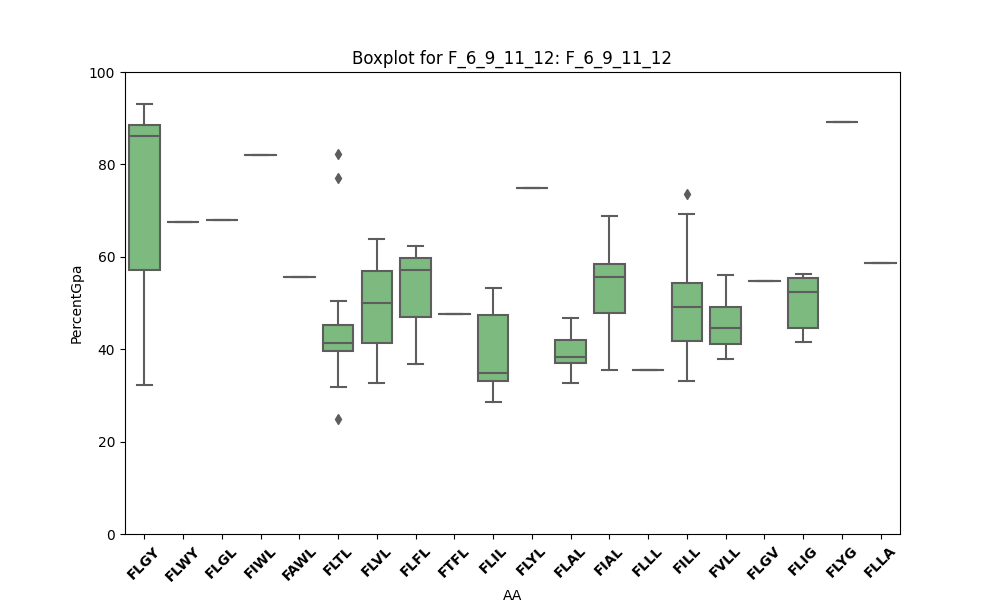 Boxplot for F_6_9_11_12: F_6_9_11_12
100
80
60
40
20
0
PercentGpa
FLGY
FLWY
FLGL
FIWL
FAWL
FLTL
FLVL
FLFL
FTFL
FLIL
FLYL
FLAL
FIAL
FLLL
FILL
FVLL
FLGV
FLIG
FLYG
FLLA
AA